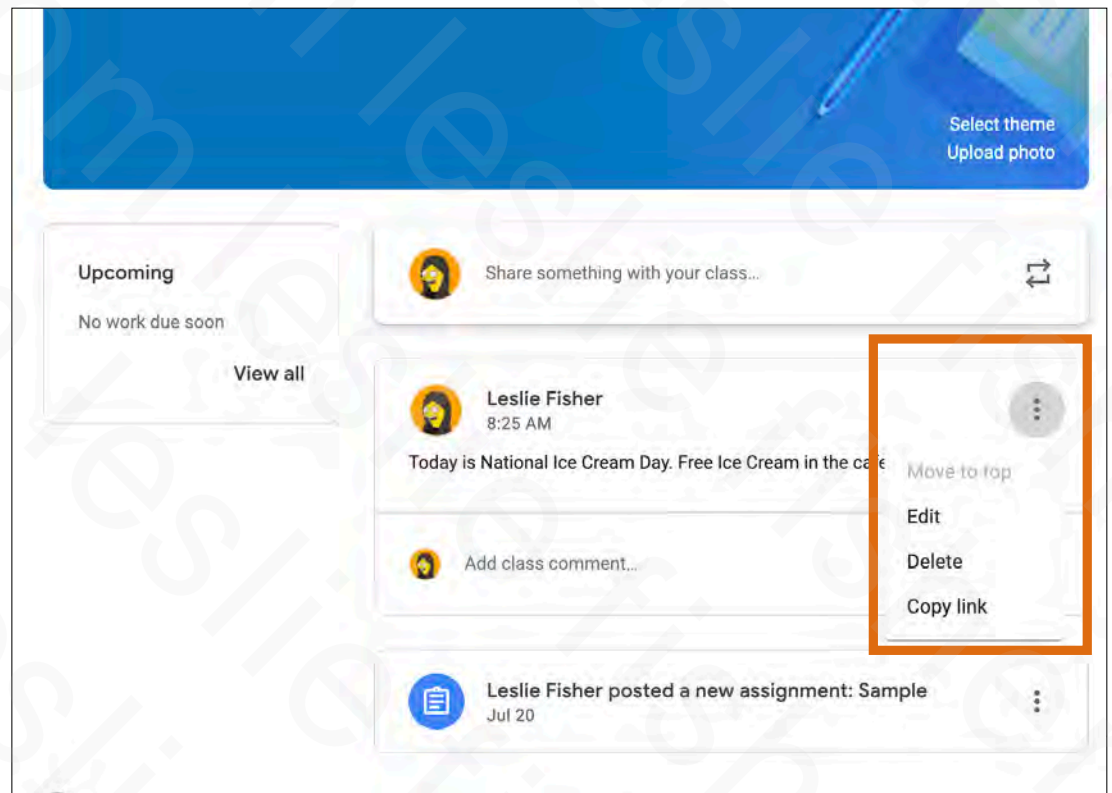 Select theme
Upload photo
Upcoming
No work due soon
View all
Share something with your class...
Leslie Fisher
8:25 AM
Today is National Ice Cream Day. Free Ice Cream in the
Move to top
Edit
Delete
Copy link
Add class comment...
Leslie Fisher posted a new assignment: Sample
Jul 20